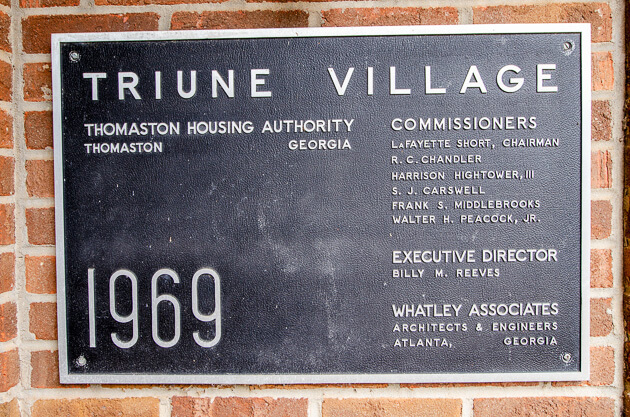 TRIUNE VILLAGE
THOMASTON HOUSING AUTHORITY
THOMASTON GEORGIA
1969
COMMISSIONERS
LAFAYETTE SHORT, CHAIRMAN
R. C. CHANDLER
HARRISON HIGHTOWER, III
S. J. CARSWELL
FRANK S. MIDDLEBROOKS
WALTER H. PEACOCK, JR.
EXECUTIVE DIRECTOR
BILLY M. REEVES
WHATLEY ASSOCIATES
ARCHITECTS & ENGINEERS
ATLANTA, GEORGIA